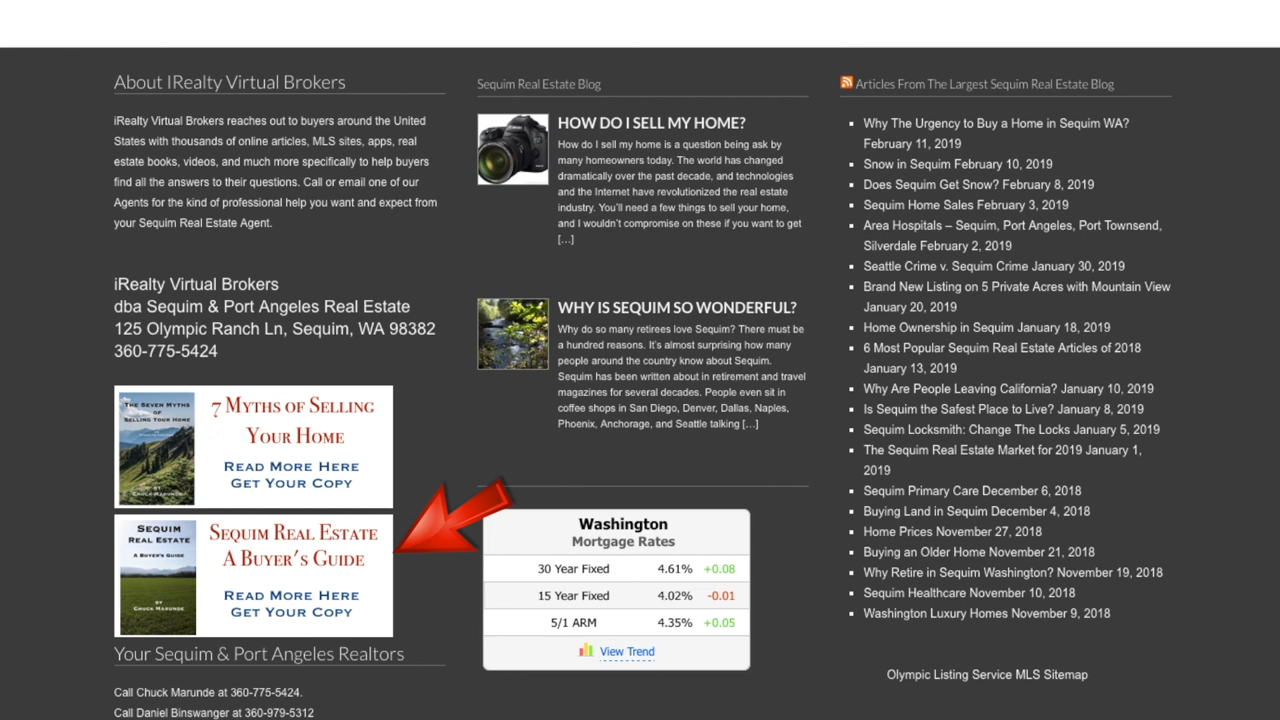 About IRealty Virtual Brokers
iRealty Virtual Brokers reaches out to buyers around the United
States with thousands of online articles, MLS sites, apps, real
estate books, videos, and much more specifically to help buyers
find all the answers to their questions. Call or email one of our
Agents for the kind of professional help you want and expect from
your Sequim Real Estate Agent.
iRealty Virtual Brokers
dba Sequim & Port Angeles Real Estate
125 Olympic Ranch Ln, Sequim, WA 98382
360-775-5424
The Seven Myths
of
Selling Your Home
by
Chuck Marunde
7 Myths of Selling
Your Home
Read More Here
Get Your Copy
Sequim
Real Estate
A Buyer's Guide
by
Chuck Marunde
Sequim Real Estate
A Buyer's Guide
Read More Here
Get Your Copy
Your Sequim & Port Angeles Realtors
Call Chuck Marunde at 360-775-5424.
Call Daniel Binswanger at 360-979-5312
Sequim Real Estate Blog
HOW DO I SELL MY HOME?
How do I sell my home is a question being ask by
many homeowners today. The world has changed
dramatically over the past decade, and technologies
and the Internet have revolutionized the real estate
industry. You'll need a few things to sell your home,
and I wouldn't compromise on these if you want to get
[...]
WHY IS SEQUIM SO WONDERFUL?
Why do so many retirees love Sequim? There must be
a hundred reasons. It's almost surprising how many
people around the country know about Sequim.
Sequim has been written about in retirement and travel
magazines for several decades. People even sit in
coffee shops in San Diego, Denver, Dallas, Naples,
Phoenix, Anchorage, and Seattle talking [...]
Washington
Mortgage Rates
30 Year Fixed 4.61% +0.08
15 Year Fixed 4.02% -0.01
5/1 ARM 4.35% +0.05
View Trend
Articles From The Largest Sequim Real Estate Blog
Why The Urgency to Buy a Home in Sequim WA?
February 11, 2019
Snow in Sequim February 10, 2019
Does Sequim Get Snow? February 8, 2019
Sequim Home Sales February 3, 2019
Area Hospitals – Sequim, Port Angeles, Port Townsend,
Silverdale February 2, 2019
Seattle Crime v. Sequim Crime January 30, 2019
Brand New Listing on 5 Private Acres with Mountain View
January 20, 2019
Home Ownership in Sequim January 18, 2019
6 Most Popular Sequim Real Estate Articles of 2018
January 13, 2019
Why Are People Leaving California? January 10, 2019
Is Sequim the Safest Place to Live? January 8, 2019
Sequim Locksmith: Change The Locks January 5, 2019
The Sequim Real Estate Market for 2019 January 1,
2019
Sequim Primary Care December 6, 2018
Buying Land in Sequim December 4, 2018
Home Prices November 27, 2018
Buying an Older Home November 21, 2018
Why Retire in Sequim Washington? November 19, 2018
Sequim Healthcare November 10, 2018
Washington Luxury Homes November 9, 2018
Olympic Listing Service MLS Sitemap